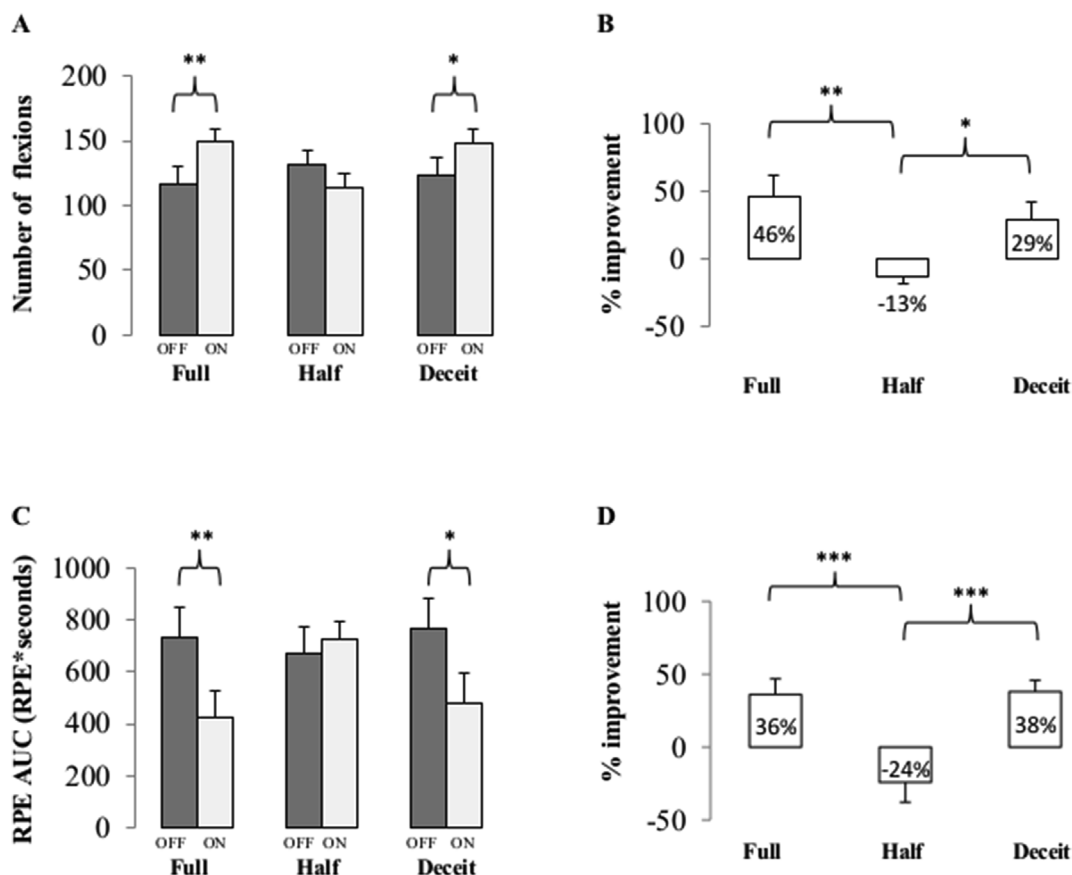 A
**
*
200
150
100
50
0
Number of flexions
OFF ON OFF ON OFF ON
Full Half Deceit
B
**
*
100
50
0
-50
% improvement
46%
-13%
29%
Full Half Deceit
C
**
*
1000
800
600
400
200
0
RPE AUC (RPE*seconds)
OFF ON OFF ON OFF ON
Full Half Deceit
D
***
***
100
50
0
-50
% improvement
36%
-24%
38%
Full Half Deceit